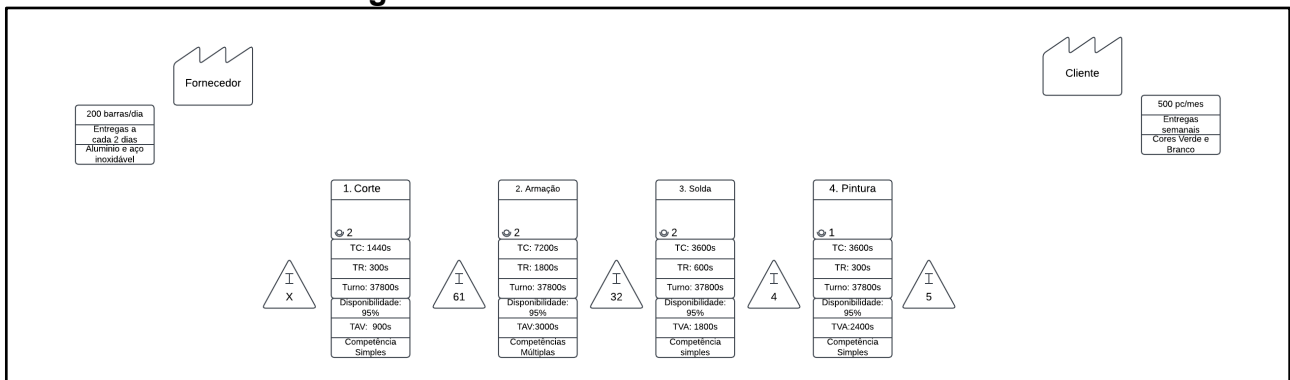 Fornecedor
Cliente
200 barras/dia
Entregas a
cada 2 dias
Aluminio e aço
inoxidável
500 pc/mes
Entregas
semanais
Cores Verde e
Branco
1. Corte
2
TC: 1440s
TR: 300s
Turno: 37800s
Disponibilidade:
95%
TAV: 900s
Competência
Simples
2. Armação
2
TC: 7200s
TR: 1800s
Turno: 37800s
Disponibilidade:
95%
TAV:3000s
Competências
Múltiplas
3. Solda
2
TC: 3600s
TR: 600s
Turno: 37800s
Disponibilidade:
95%
TVA: 1800s
Competência
simples
4. Pintura
1
TC: 3600s
TR: 300s
Turno: 37800s
Disponibilidade:
95%
TVA:2400s
Competência
Simples
I
X
I
61
I
32
I
4
I
5